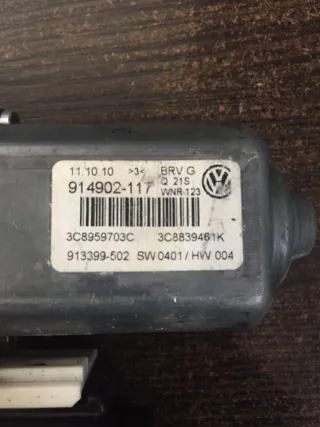 11.10.10 >3< BRV G
914902-117 Q 21S
WNR 123
3C8959703C 3C8839461K
913399-502 SW 0401 / HW 004